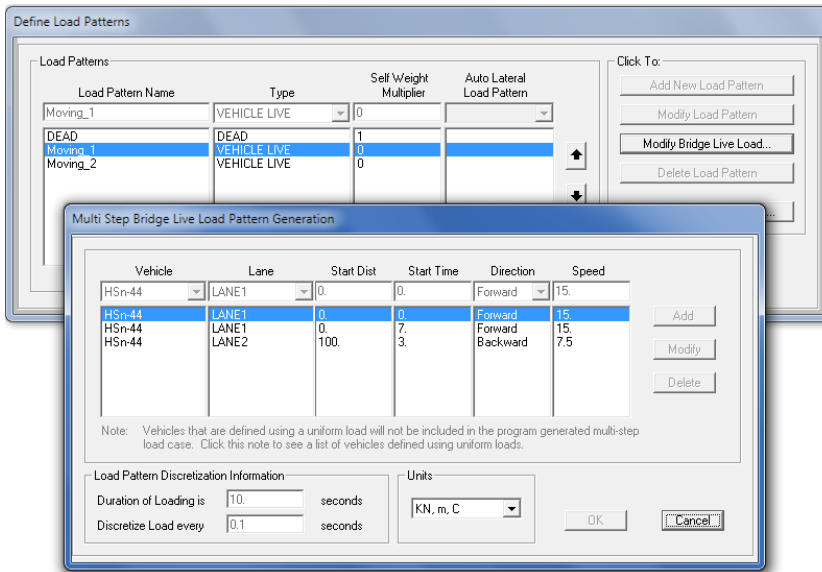 Define Load Patterns
Load Patterns
Click To:
Load Pattern Name Type Self Weight Multiplier Auto Lateral Load Pattern
Moving_1 VEHICLE LIVE 0
DEAD DEAD 1
Moving_1 VEHICLE LIVE 0
Moving_2 VEHICLE LIVE 0
Add New Load Pattern
Modify Load Pattern
Modify Bridge Live Load...
Delete Load Pattern
...
Multi Step Bridge Live Load Pattern Generation
Vehicle Lane Start Dist Start Time Direction Speed
HSn-44 LANE1 0. 0. Forward 15.
HSn-44 LANE1 0. 0. Forward 15.
HSn-44 LANE1 0. 7. Forward 15.
HSn-44 LANE2 100. 3. Backward 7.5
Add
Modify
Delete
Note: Vehicles that are defined using a uniform load will not be included in the program generated multi-step
load case. Click this note to see a list of vehicles defined using uniform loads.
Load Pattern Discretization Information
Duration of Loading is 10. seconds
Discretize Load every 0.1 seconds
Units
KN, m, C
OK
Cancel